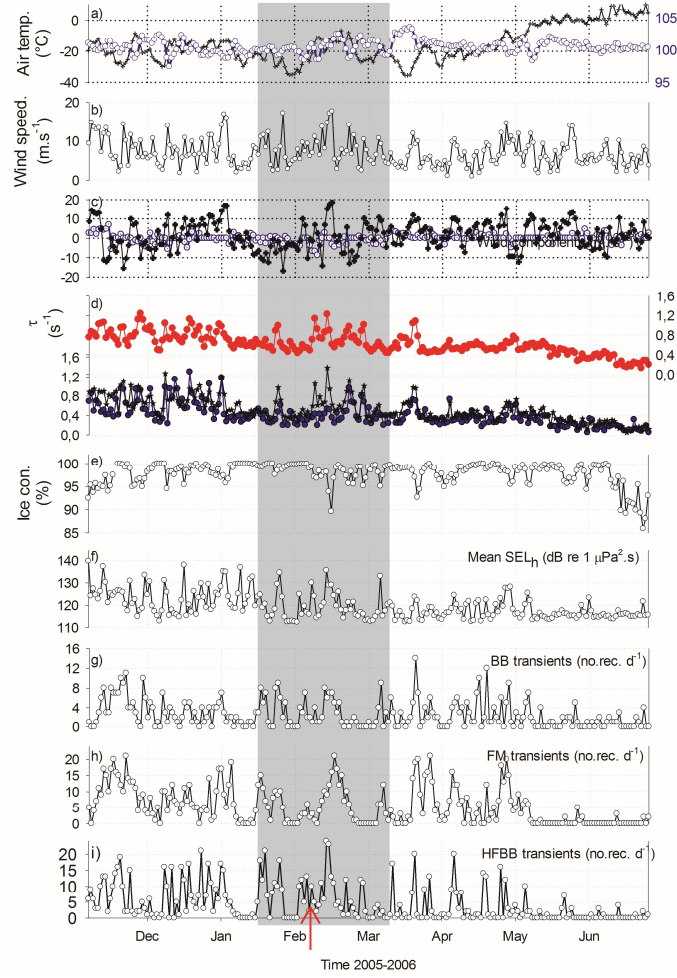 a)
Air temp.
(°C)
0
-20
-40
105
100
95
b)
Wind speed.
(m.s-1)
20
10
0
c)
20
10
0
-10
-20
d)
τ
(s-1)
1,6
1,2
0,8
0,4
0,0
1,6
1,2
0,8
0,4
0,0
e)
Ice con.
(%)
100
95
90
85
f)
Mean SELh (dB re 1 μPa2.s)
140
130
120
110
g)
BB transients (no.rec. d-1)
16
12
8
4
0
h)
FM transients (no.rec. d-1)
25
20
15
10
5
0
i)
HFBB transients (no.rec. d-1)
20
15
10
5
0
Dec Jan Feb Mar Apr May Jun
Time 2005-2006